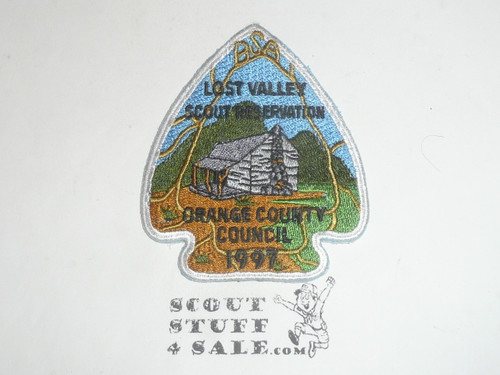 BSA
LOST VALLEY
SCOUT RESERVATION
ORANGE COUNTY
COUNCIL
1997
SCOUT
STUFF
4 SALE.COM